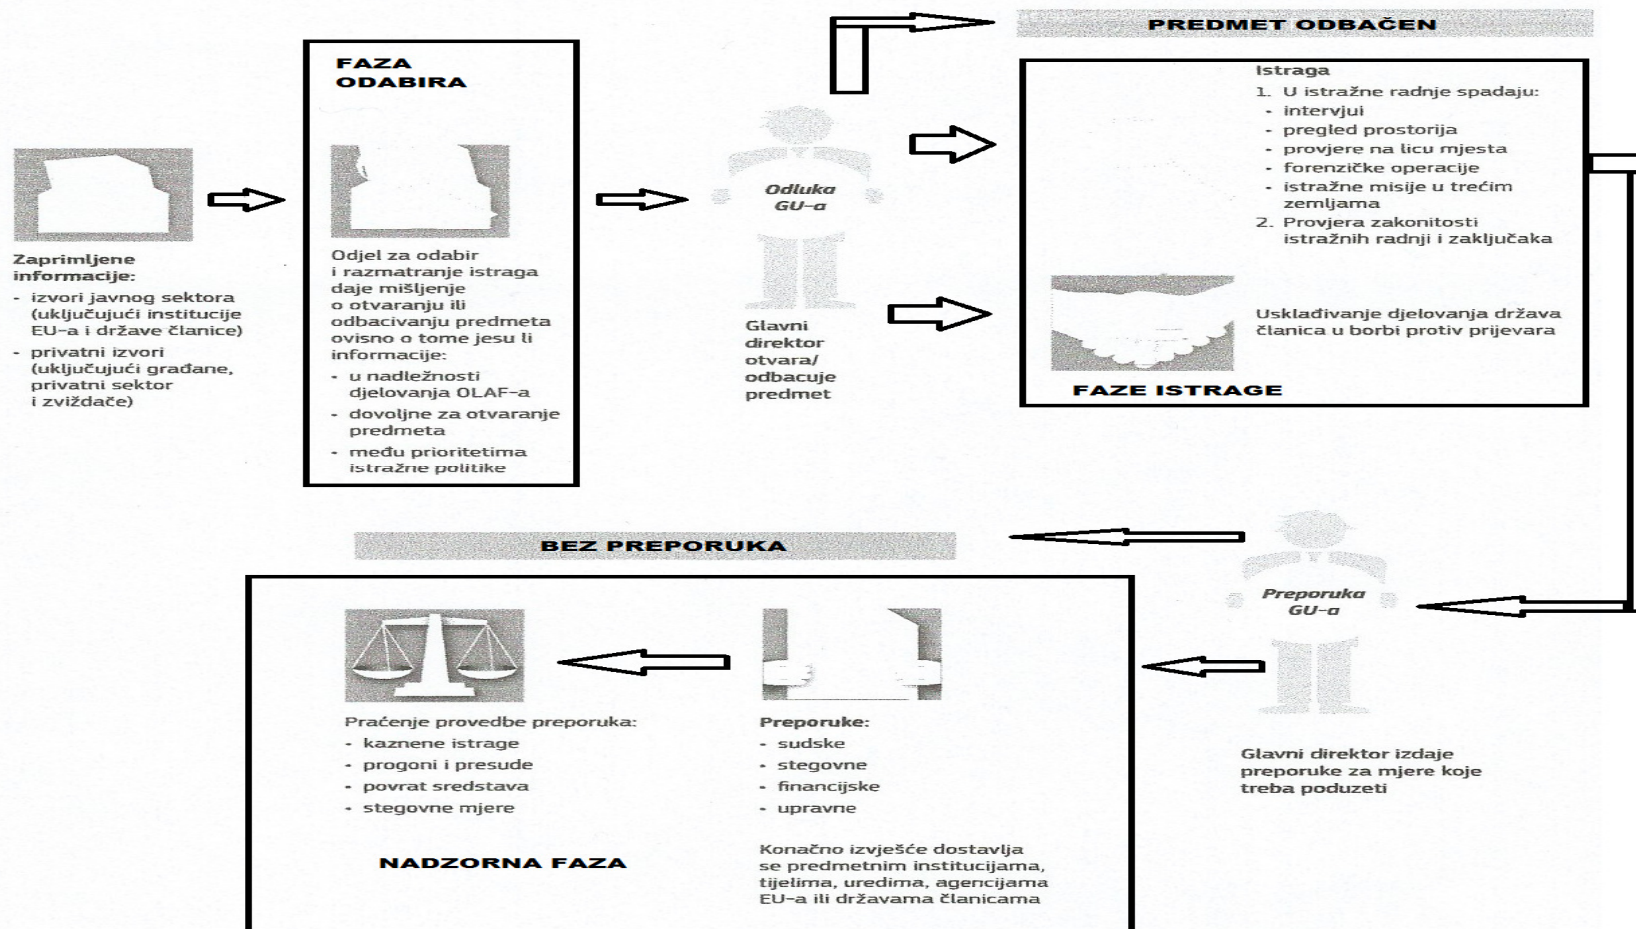 PREDMET ODBAČEN
FAZA
ODABIRA
Zaprimljene
informacije:
- izvori javnog sektora
(uključujući institucije
EU-a i države članice)
- privatni izvori
(uključujući građane,
privatni sektor
i zviždače)
Odjel za odabir
i razmatranje istraga
daje mišljenje
o otvaranju ili
odbacivanju predmeta
ovisno o tome jesu li
informacije:
- u nadležnosti
djelovanja OLAF-a
- dovoljne za otvaranje
predmeta
- među prioritetima
istražne politike
Odluka
GU-a
Glavni
direktor
otvara/
odbacuje
predmet
Istraga
1. U istražne radnje spadaju:
- intervjui
- pregled prostorija
- provjere na licu mjesta
- forenzičke operacije
- istražne misije u trećim
zemljama
2. Provjera zakonitosti
istražnih radnji i zaključaka
Usklađivanje djelovanja država
članica u borbi protiv prijevara
FAZE ISTRAGE
BEZ PREPORUKA
Preporuka
GU-a
Glavni direktor izdaje
preporuke za mjere koje
treba poduzeti
Preporuke:
- sudske
- stegovne
- financijske
- upravne
Konačno izvješće dostavlja
se predmetnim institucijama,
tijelima, uredima, agencijama
EU-a ili državama članicama
Praćenje provedbe preporuka:
- kaznene istrage
- progoni i presude
- povrat sredstava
- stegovne mjere
NADZORNA FAZA